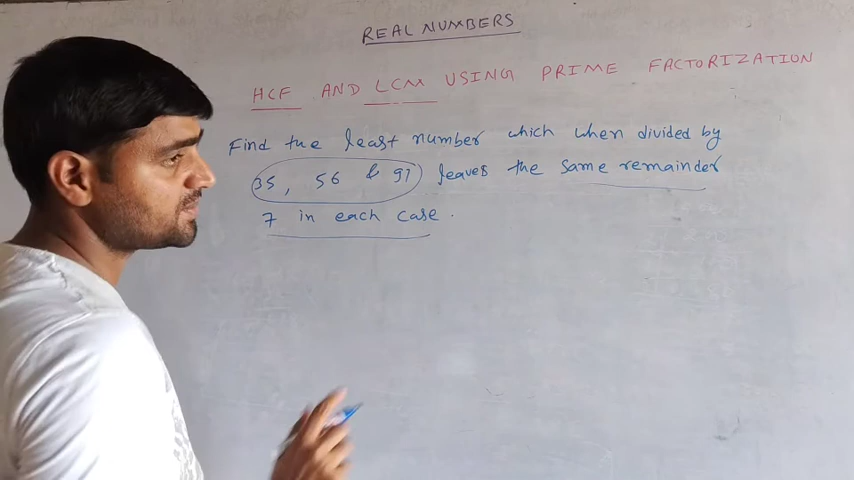 REAL NUMBERS
HCF AND LCM USING PRIME FACTORIZATION
Find the least number which when divided by
35, 56 & 91 leaves the same remainder
7 in each case.